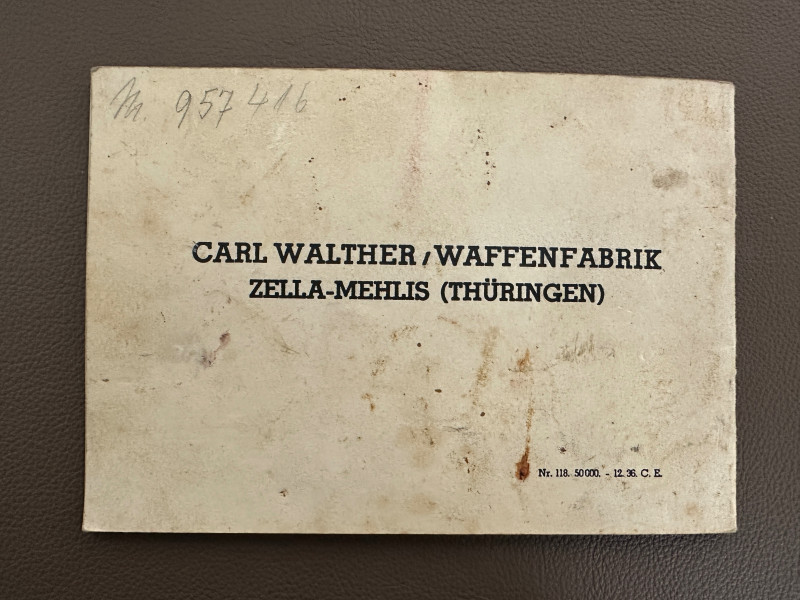 N. 957416
CARL WALTHER / WAFFENFABRIK
ZELLA-MEHLIS (THÜRINGEN)
Nr. 118. 50000. - 12. 36. C. E.